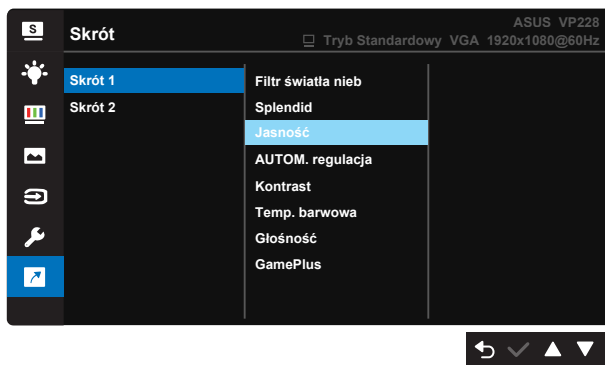 S
Skrót
ASUS VP228
Tryb Standardowy VGA 1920x1080@60Hz
Skrót 1
Skrót 2
Filtr światła nieb
Splendid
Jasność
AUTOM. regulacja
Kontrast
Temp. barwowa
Głośność
GamePlus